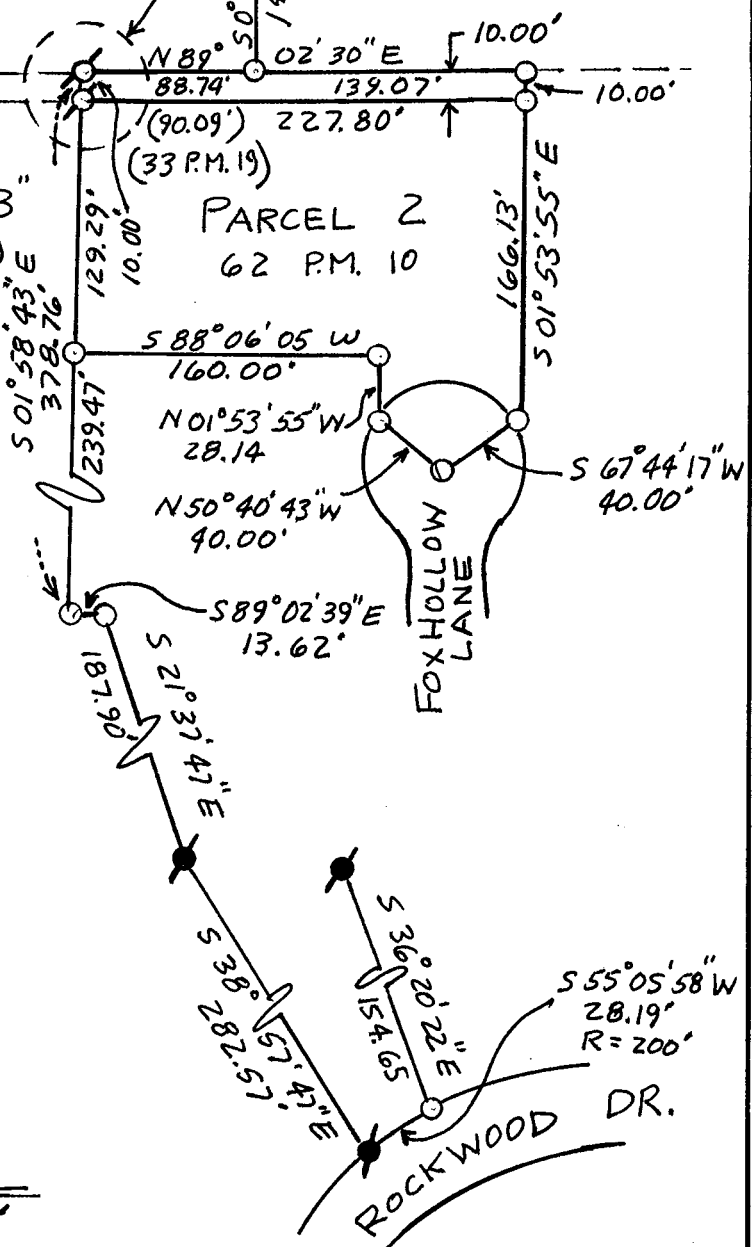 S0°
N 89° 02'30" E
10.00'
88.74' 139.07'
10.00'
(90.09') 227.80'
(33 P.M. 19)
PARCEL 2
62 P.M. 10
129.29'
10.00'
166.13'
S 01° 53' 55" E
S 01° 58' 43" E
378.76'
S 88° 06' 05 W
160.00'
239.47'
N 01° 53' 55" W
28.14
N 50° 40' 43" W
40.00'
S 67° 44' 17" W
40.00'
FOXHOLLOW
LANE
S 89° 02' 39" E
13.62'
S 21° 37' 47" E
187.90'
S 38° 57' 47" E
282.57'
S 36° 20' 22" E
154.65
S 55° 05' 58" W
28.19'
R = 200'
ROCKWOOD DR.